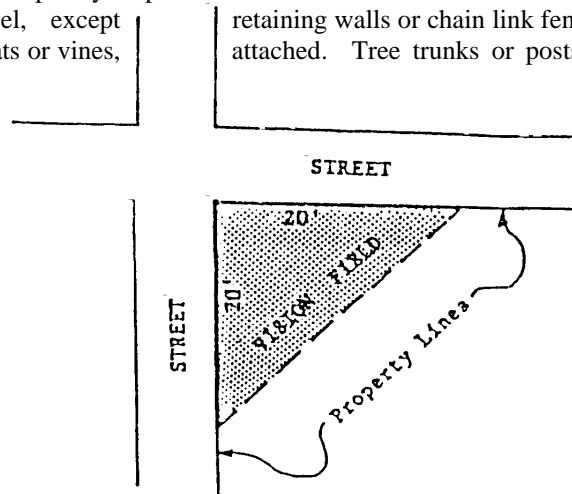 el, except
ats or vines,
retaining walls or chain link fen
attached. Tree trunks or posts
STREET
20'
20'
VISION FIELD
STREET
Property Lines